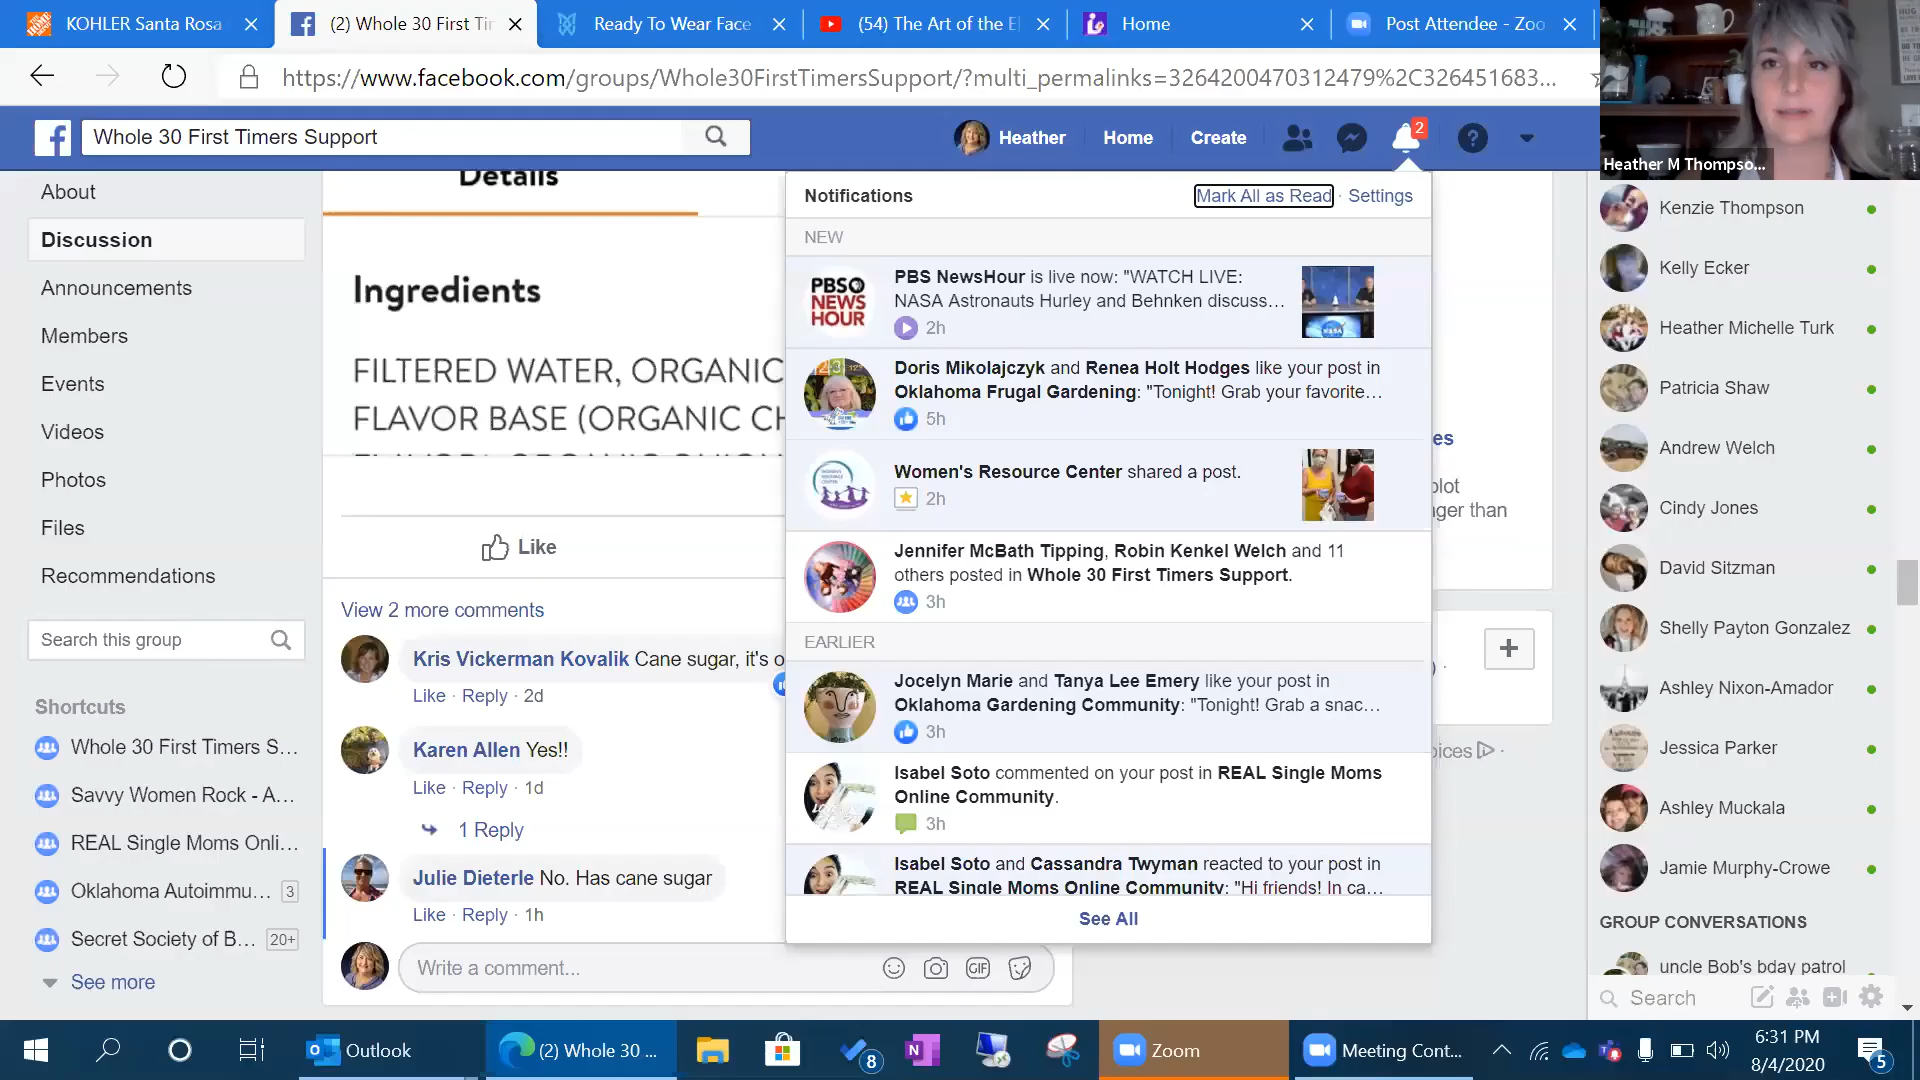 KOHLER Santa Rosa
(2) Whole 30 First Tir
Ready To Wear Face
(54) The Art of the E
Home
Post Attendee - Zoo
https://www.facebook.com/groups/Whole30FirstTimersSupport/?multi_permalinks=3264200470312479%2C326451683...
Heather M Thompso...
Whole 30 First Timers Support
Heather
Home
Create
2
About
Discussion
Announcements
Members
Events
Videos
Photos
Files
Recommendations
Search this group
Shortcuts
Whole 30 First Timers S...
Savvy Women Rock - A...
REAL Single Moms Onli...
Oklahoma Autoimmu... 3
Secret Society of B... 20+
See more
Details
Ingredients
FILTERED WATER, ORGANIC
FLAVOR BASE (ORGANIC CH
Like
View 2 more comments
Kris Vickerman Kovalik Cane sugar, it's o
Like · Reply · 2d
Karen Allen Yes!!
Like · Reply · 1d
1 Reply
Julie Dieterle No. Has cane sugar
Like · Reply · 1h
Write a comment...
GIF
Notifications
Mark All as Read · Settings
NEW
PBS NEWS HOUR
PBS NewsHour is live now: "WATCH LIVE:
NASA Astronauts Hurley and Behnken discuss...
2h
Doris Mikolajczyk and Renea Holt Hodges like your post in
Oklahoma Frugal Gardening: "Tonight! Grab your favorite...
5h
Women's Resource Center shared a post.
2h
Jennifer McBath Tipping, Robin Kenkel Welch and 11
others posted in Whole 30 First Timers Support.
3h
EARLIER
Jocelyn Marie and Tanya Lee Emery like your post in
Oklahoma Gardening Community: "Tonight! Grab a snac...
3h
Isabel Soto commented on your post in REAL Single Moms
Online Community.
3h
Isabel Soto and Cassandra Twyman reacted to your post in
REAL Single Moms Online Community: "Hi friends! In ca...
See All
es
plot
ger than
oices
Kenzie Thompson
Kelly Ecker
Heather Michelle Turk
Patricia Shaw
Andrew Welch
Cindy Jones
David Sitzman
Shelly Payton Gonzalez
Ashley Nixon-Amador
Jessica Parker
Ashley Muckala
Jamie Murphy-Crowe
GROUP CONVERSATIONS
uncle Bob's bday patrol
Search
Outlook
(2) Whole 30 ...
8
Zoom
Meeting Cont...
6:31 PM
8/4/2020
5